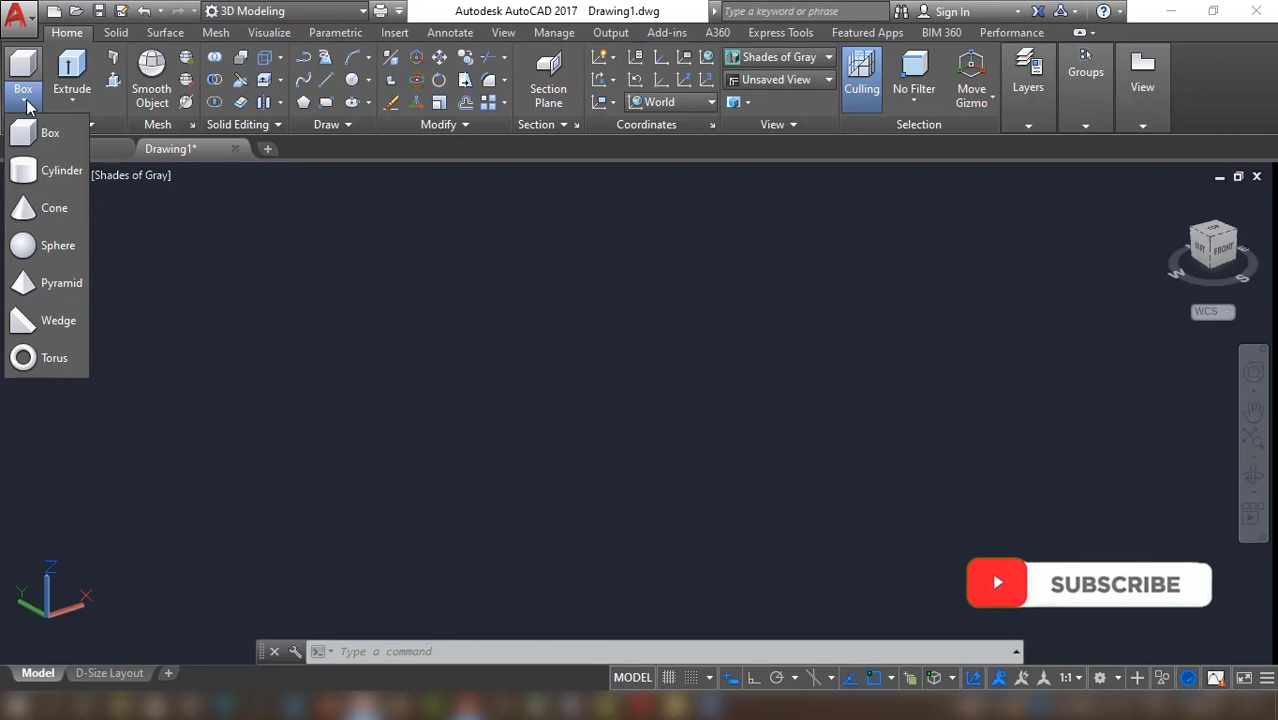 3D Modeling
Autodesk AutoCAD 2017 Drawing1.dwg
Type a keyword or phrase
Sign In
Home Solid Surface Mesh Visualize Parametric Insert Annotate View Manage Output Add-ins A360 Express Tools Featured Apps BIM 360 Performance
Box
Extrude
Smooth
Object
Section
Plane
Shades of Gray
Unsaved View
World
Culling
No Filter
Move
Gizmo
Layers
Groups
View
Mesh
Solid Editing
Draw
Modify
Section
Coordinates
View
Selection
Drawing1*
Box
Cylinder
Cone
Sphere
Pyramid
Wedge
Torus
[Shades of Gray]
TOP
FRONT
W
S
E
WCS
Z
Y
X
SUBSCRIBE
Type a command
Model
D-Size Layout
MODEL
1:1